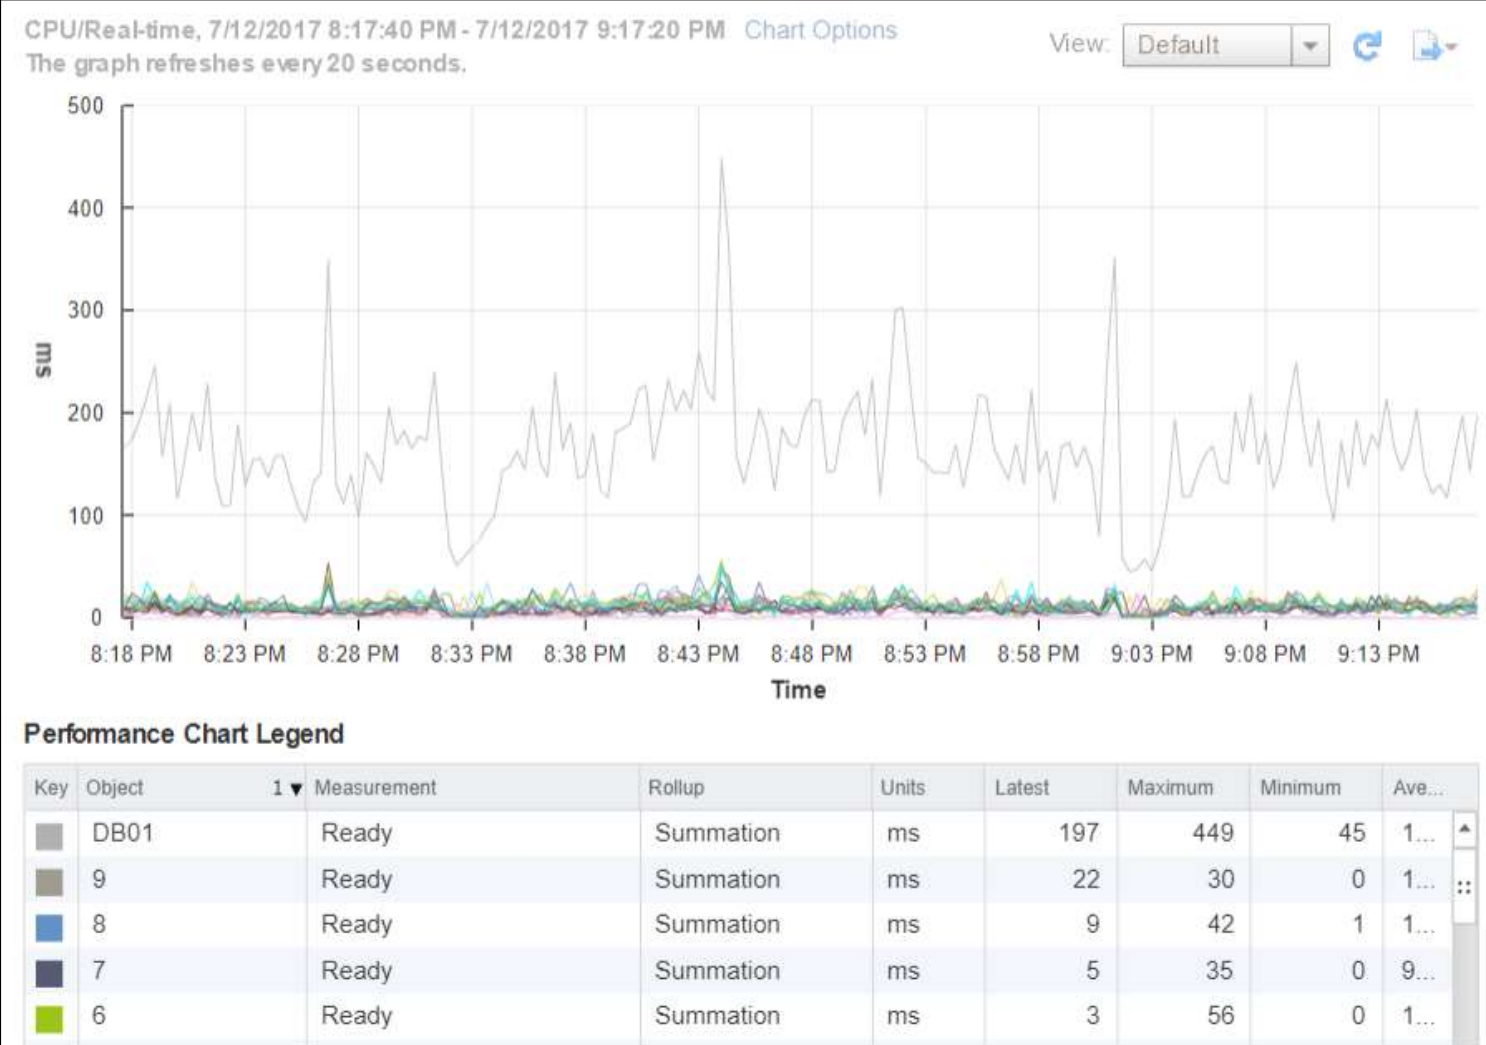 CPU/Real-time, 7/12/2017 8:17:40 PM - 7/12/2017 9:17:20 PM Chart Options
View: Default
The graph refreshes every 20 seconds.
500
400
300
200
100
0
ms
8:18 PM 8:23 PM 8:28 PM 8:33 PM 8:38 PM 8:43 PM 8:48 PM 8:53 PM 8:58 PM 9:03 PM 9:08 PM 9:13 PM
Time
Performance Chart Legend
Key Object 1 ▼ Measurement Rollup Units Latest Maximum Minimum Ave...
DB01 Ready Summation ms 197 449 45 1...
9 Ready Summation ms 22 30 0 1...
8 Ready Summation ms 9 42 1 1...
7 Ready Summation ms 5 35 0 9...
6 Ready Summation ms 3 56 0 1...